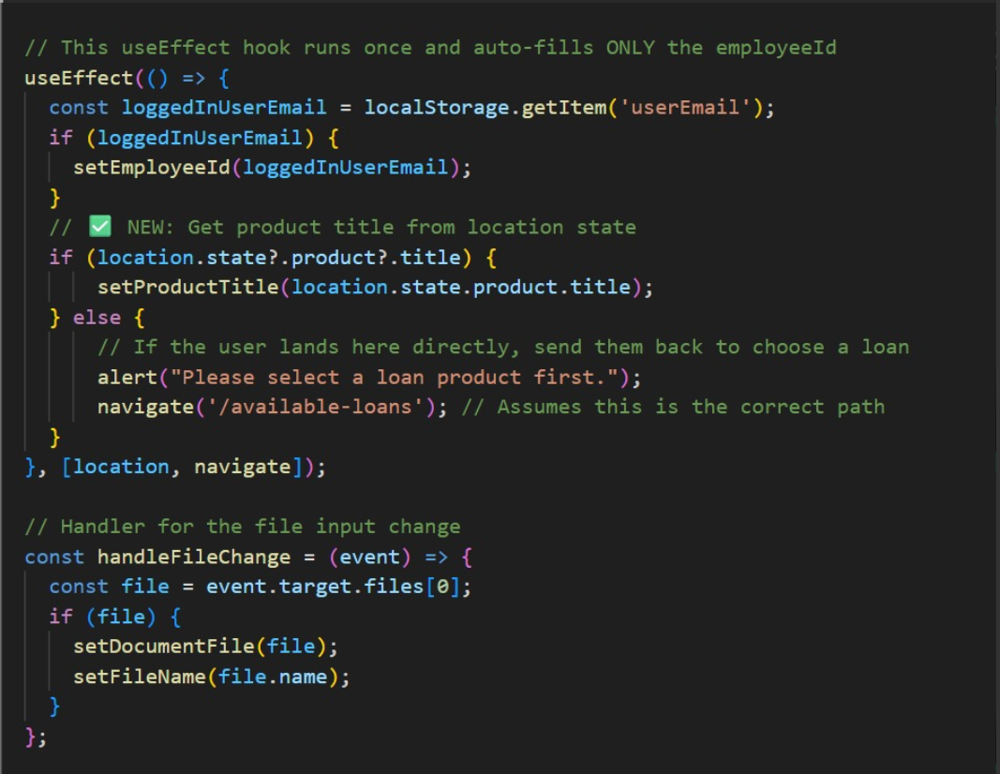 // This useEffect hook runs once and auto-fills ONLY the employeeId
useEffect(() => {
  const loggedInUserEmail = localStorage.getItem('userEmail');
  if (loggedInUserEmail) {
    setEmployeeId(loggedInUserEmail);
  }
  // ✅ NEW: Get product title from location state
  if (location.state?.product?.title) {
      setProductTitle(location.state.product.title);
  } else {
      // If the user lands here directly, send them back to choose a loan
      alert("Please select a loan product first.");
      navigate('/available-loans'); // Assumes this is the correct path
  }
}, [location, navigate]);

// Handler for the file input change
const handleFileChange = (event) => {
  const file = event.target.files[0];
  if (file) {
    setDocumentFile(file);
    setFileName(file.name);
  }
};